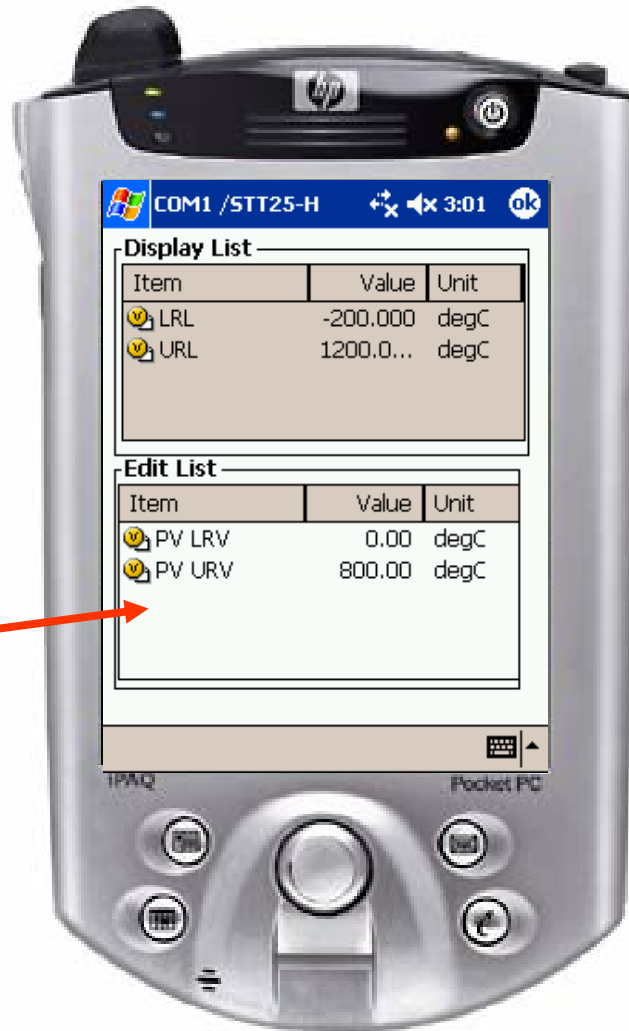 hp
COM1 /STT25-H 3:01 ok
Display List
Item Value Unit
LRL -200.000 degC
URL 1200.0... degC
Edit List
Item Value Unit
PV LRV 0.00 degC
PV URV 800.00 degC
iPAQ Pocket PC